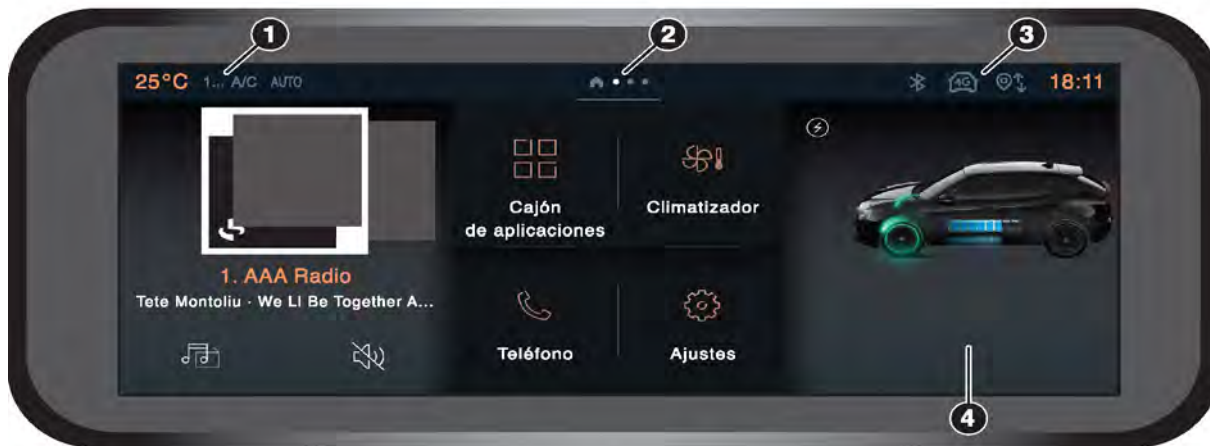 1
2
3
25°C 1... A/C AUTO
4G
18:11
Cajón
de aplicaciones
Climatizador
1. AAA Radio
Tete Montoliu · We Ll Be Together A...
Teléfono
Ajustes
4